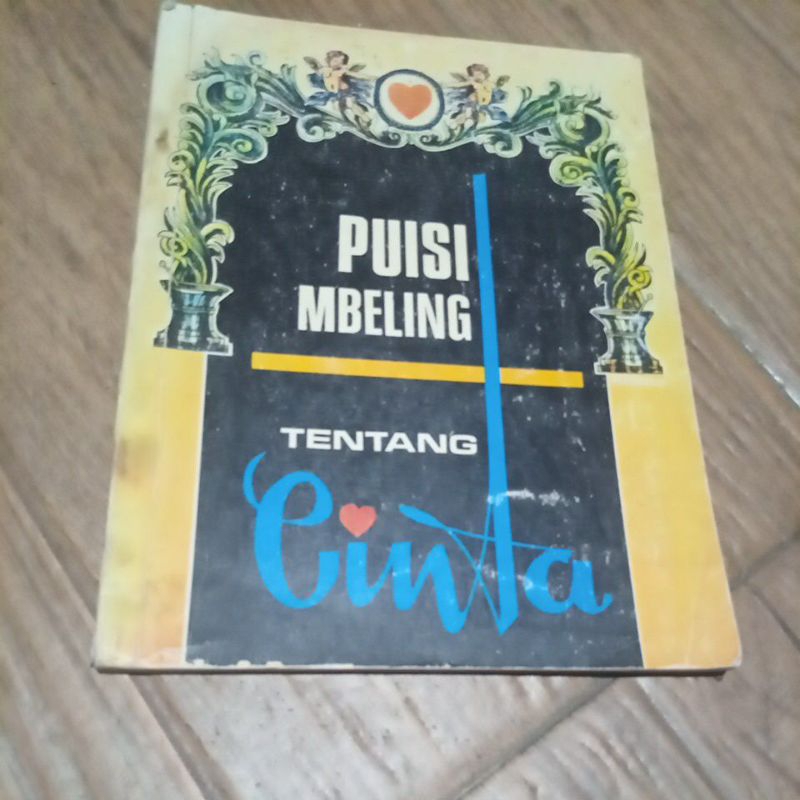 PUISI
MBELING
TENTANG
Cinta